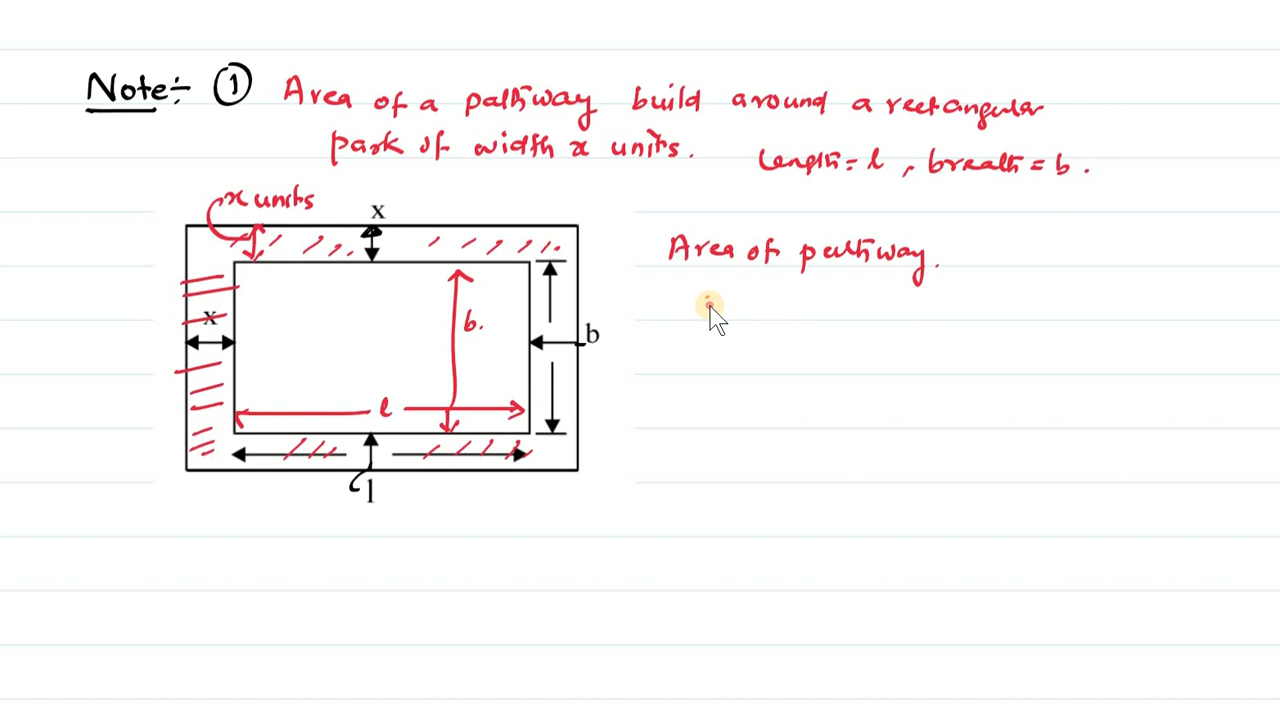 Note:- ① Area of a pathway build around a rectangular
park of width x units. length = l , breath = b .
x units
x
Area of pathway.
x
b.
b
l
l